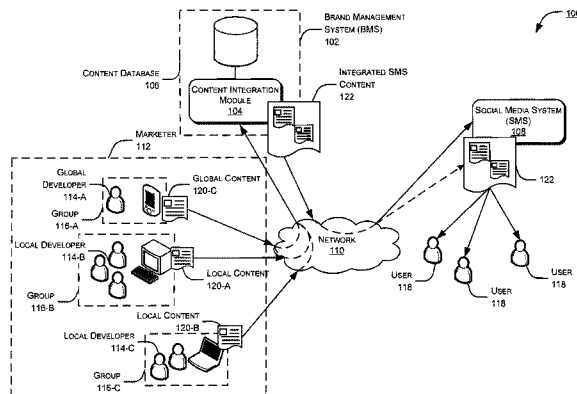 100
BRAND MANAGEMENT
SYSTEM (BMS)
102
CONTENT DATABASE
106
CONTENT INTEGRATION
MODULE
104
INTEGRATED SMS
CONTENT
122
SOCIAL MEDIA SYSTEM
(SMS)
108
122
MARKETER
112
GLOBAL
DEVELOPER
114-A
GROUP
116-A
GLOBAL CONTENT
120-C
LOCAL DEVELOPER
114-B
GROUP
116-B
LOCAL CONTENT
120-A
NETWORK
110
USER
118
USER
118
USER
118
LOCAL CONTENT
120-B
LOCAL DEVELOPER
114-C
GROUP
116-C